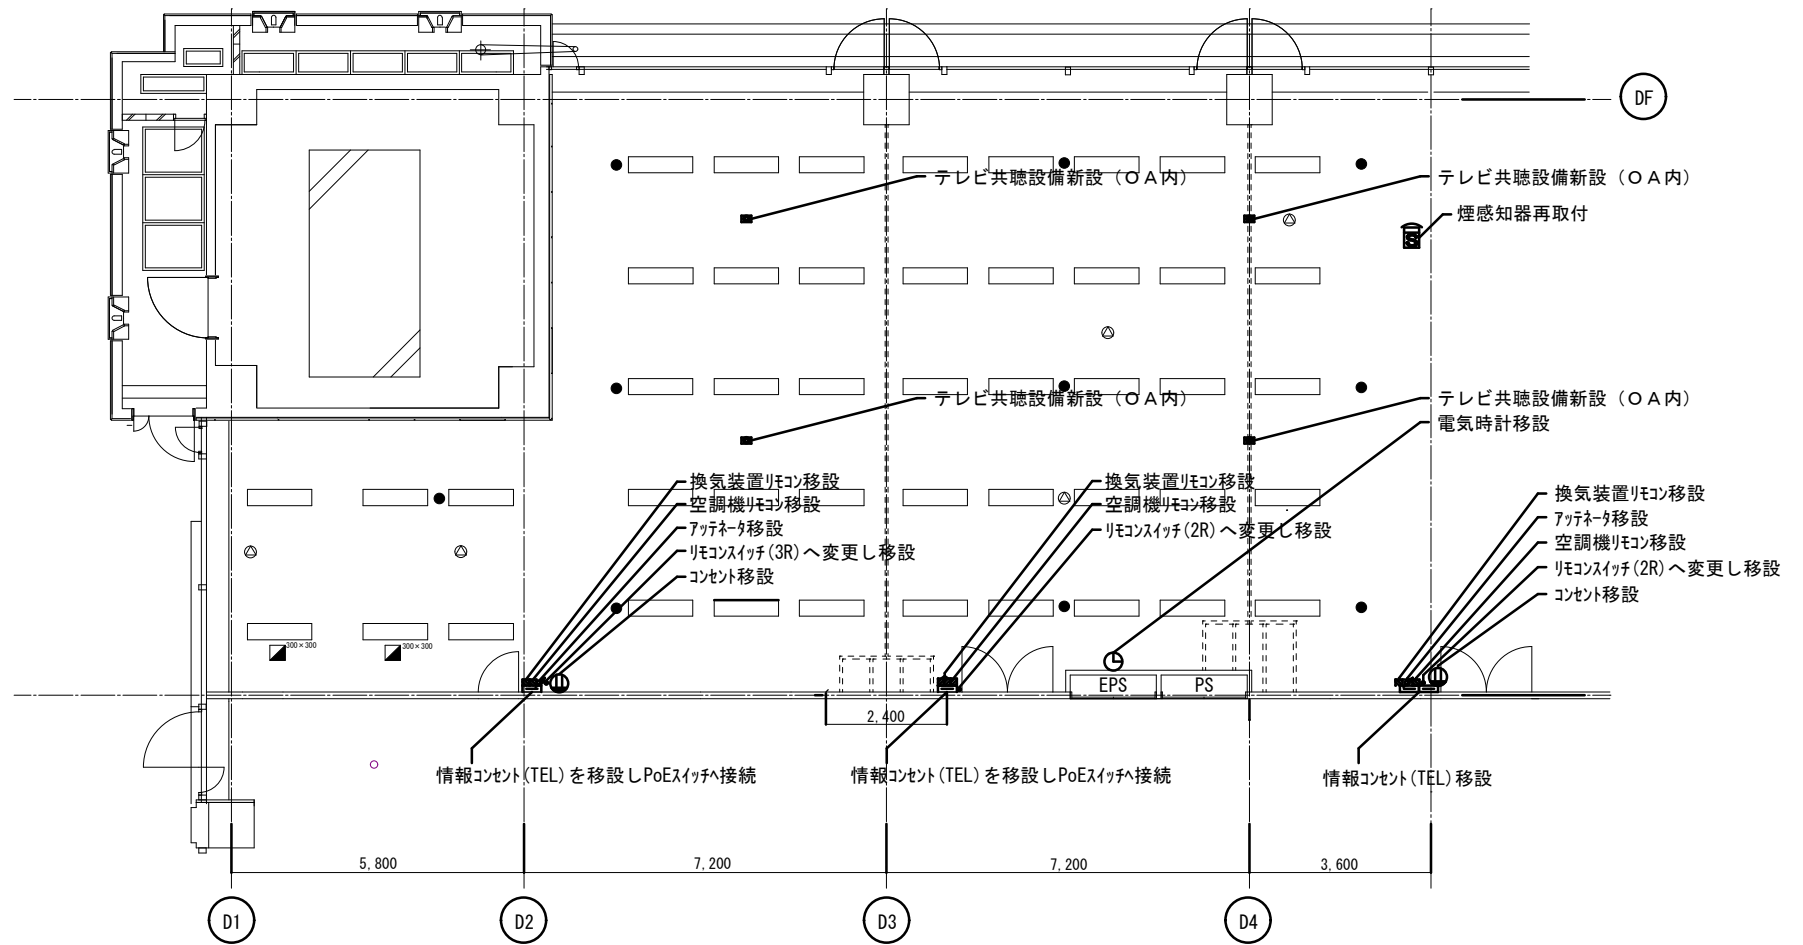 DF
テレビ共聴設備新設（ＯＡ内）
テレビ共聴設備新設（ＯＡ内）
煙感知器再取付
S
テレビ共聴設備新設（ＯＡ内）
テレビ共聴設備新設（ＯＡ内）
電気時計移設
換気装置ﾘﾓｺﾝ移設
空調機ﾘﾓｺﾝ移設
ｱｯﾃﾈｰﾀ移設
ﾘﾓｺﾝｽｲｯﾁ(3R)へ変更し移設
ｺﾝｾﾝﾄ移設
換気装置ﾘﾓｺﾝ移設
空調機ﾘﾓｺﾝ移設
ﾘﾓｺﾝｽｲｯﾁ(2R)へ変更し移設
換気装置ﾘﾓｺﾝ移設
ｱｯﾃﾈｰﾀ移設
空調機ﾘﾓｺﾝ移設
ﾘﾓｺﾝｽｲｯﾁ(2R)へ変更し移設
ｺﾝｾﾝﾄ移設
300×300
300×300
EPS
PS
2,400
情報ｺﾝｾﾝﾄ(TEL)を移設しPoEｽｲｯﾁへ接続
情報ｺﾝｾﾝﾄ(TEL)を移設しPoEｽｲｯﾁへ接続
情報ｺﾝｾﾝﾄ(TEL)移設
5,800
7,200
7,200
3,600
D1
D2
D3
D4